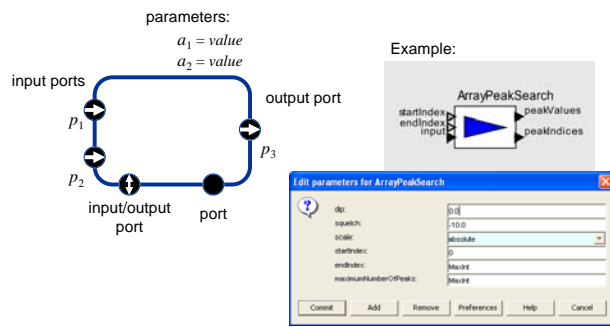 parameters:
a1 = value
a2 = value
input ports
output port
p1
p2
p3
input/output
port
port
Example:
ArrayPeakSearch
startIndex
endIndex
input
peakValues
peakIndices
Edit parameters for ArrayPeakSearch
dip: 0.0
squelch: -10.0
scale: absolute
startIndex: 0
endIndex: MaxInt
maximumNumberOfPeaks: MaxInt
Commit Add Remove Preferences Help Cancel